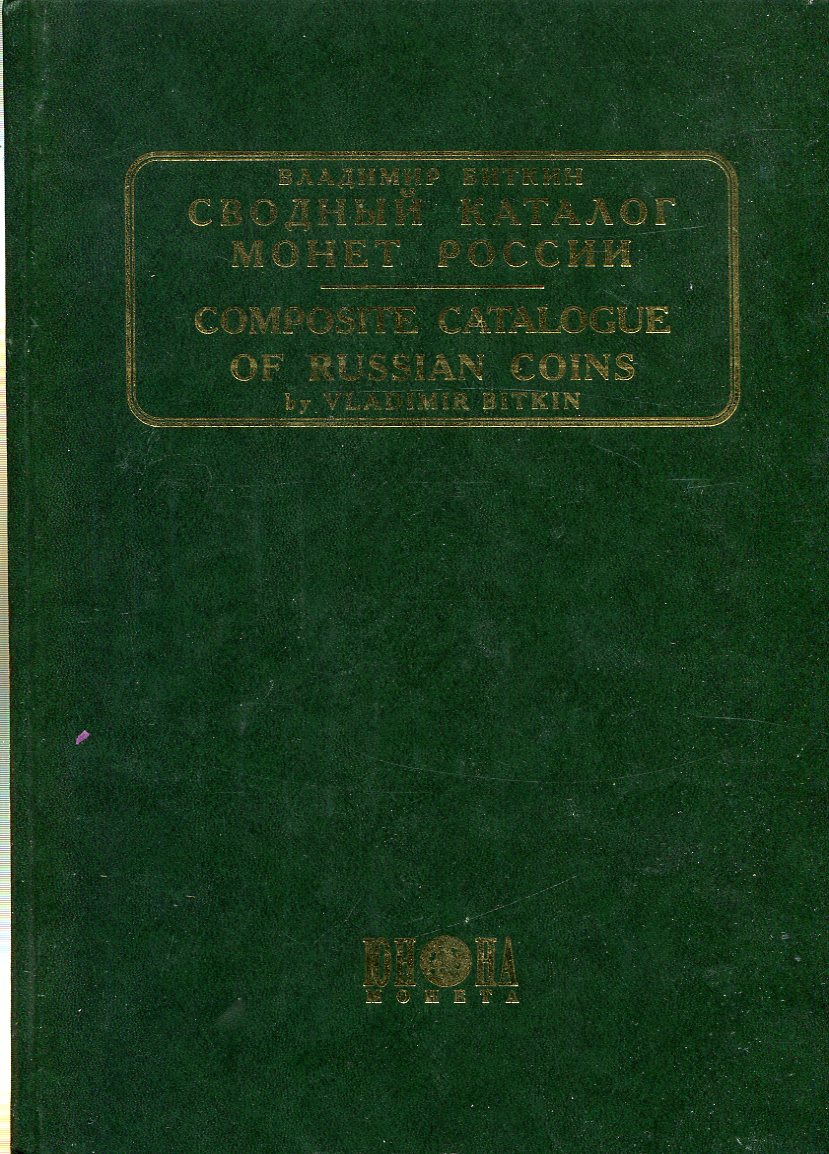 ВЛАДИМИР БИТКИН
СВОДНЫЙ КАТАЛОГ
МОНЕТ РОССИИ
COMPOSITE CATALOGUE
OF RUSSIAN COINS
by VLADIMIR BITKIN
ЮНОНА
МОНЕТА